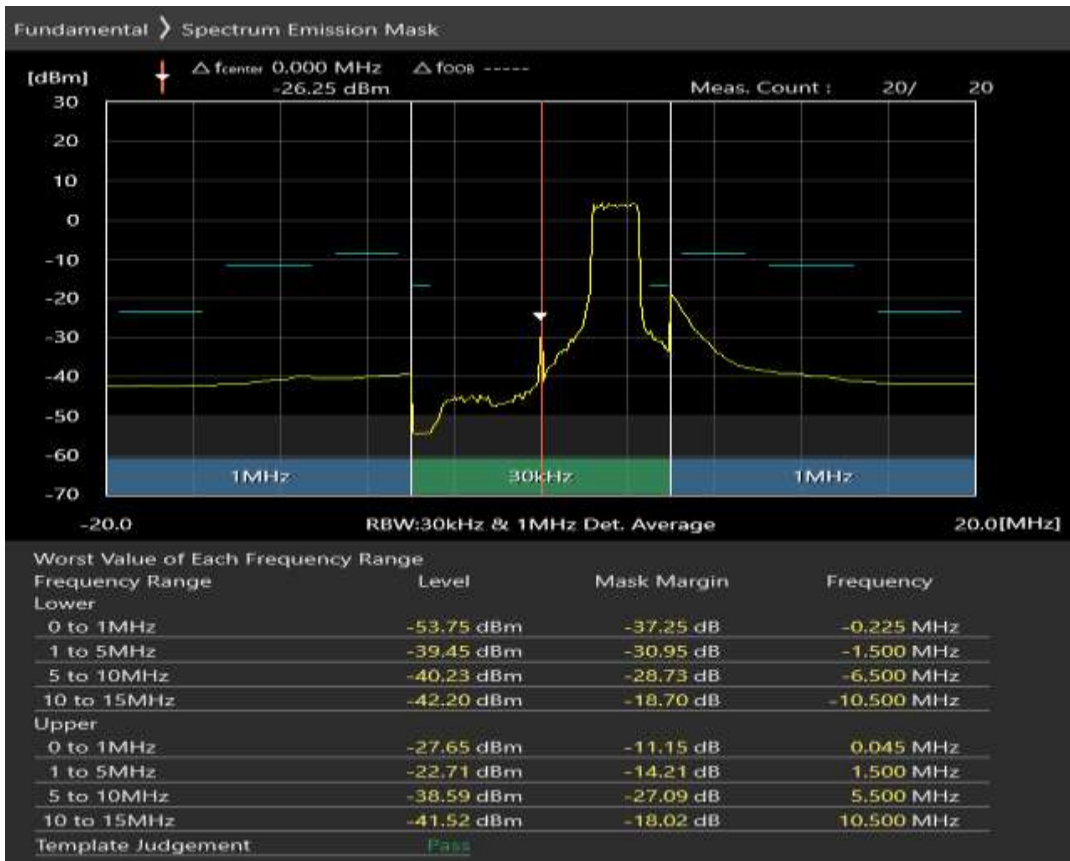 Fundamental 〉 Spectrum Emission Mask
[dBm] △ fcenter 0.000 MHz △ fOOB -----
-26.25 dBm Meas. Count : 20/ 20
30
20
10
0
-10
-20
-30
-40
-50
-60
-70
1MHz 30kHz 1MHz
-20.0 RBW:30kHz & 1MHz Det. Average 20.0[MHz]
Worst Value of Each Frequency Range
Frequency Range Level Mask Margin Frequency
Lower
0 to 1MHz -53.75 dBm -37.25 dB -0.225 MHz
1 to 5MHz -39.45 dBm -30.95 dB -1.500 MHz
5 to 10MHz -40.23 dBm -28.73 dB -6.500 MHz
10 to 15MHz -42.20 dBm -18.70 dB -10.500 MHz
Upper
0 to 1MHz -27.65 dBm -11.15 dB 0.045 MHz
1 to 5MHz -22.71 dBm -14.21 dB 1.500 MHz
5 to 10MHz -38.59 dBm -27.09 dB 5.500 MHz
10 to 15MHz -41.52 dBm -18.02 dB 10.500 MHz
Template Judgement Pass